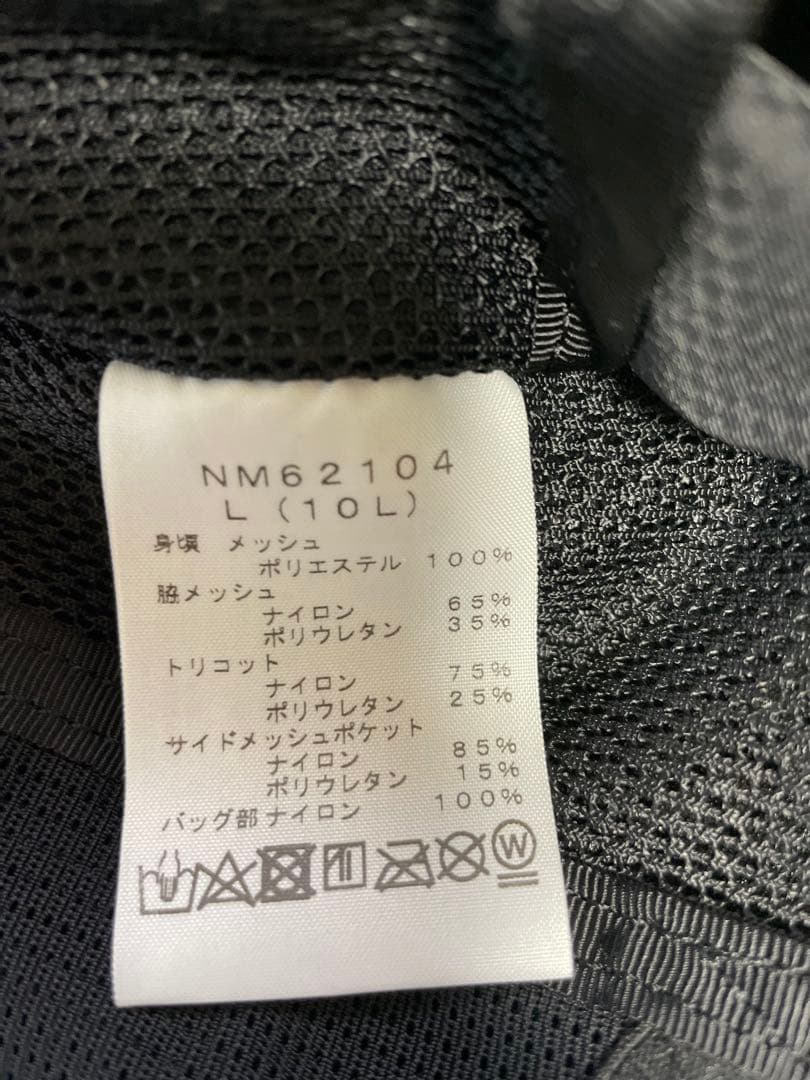 NM62104
L(10L)
身頃 メッシュ
ポリエステル 100%
脇メッシュ
ナイロン 65%
ポリウレタン 35%
トリコット
ナイロン 75%
ポリウレタン 25%
サイドメッシュポケット
ナイロン 85%
ポリウレタン 15%
バッグ部 ナイロン 100%
W